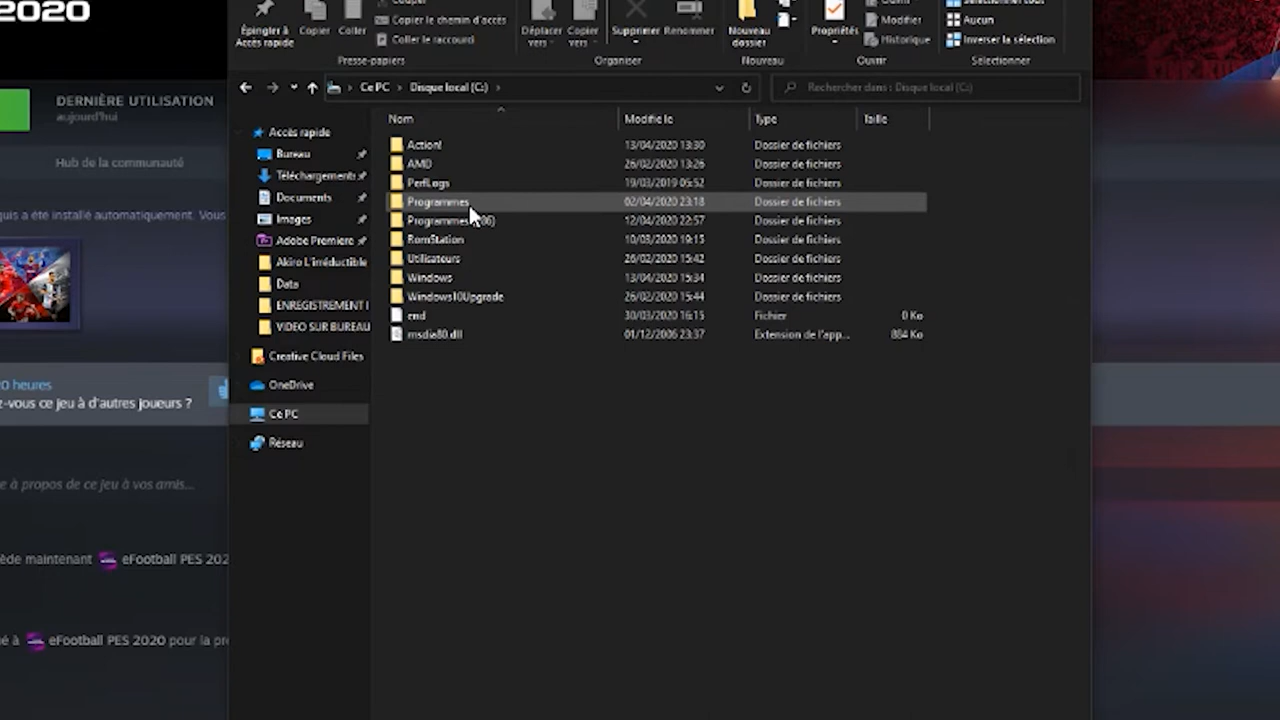 2020
Couper
Épingler à
Accès rapide
Copier
Coller
Copier le chemin d'accès
Coller le raccourci
Presse-papiers
Déplacer
vers
Copier
vers
Supprimer
Renommer
Organiser
Nouveau
dossier
Nouveau
Propriétés
Ouvrir
Modifier
Historique
Ouvrir
Sélectionner tout
Aucun
Inverser la sélection
Sélectionner
Ce PC
Disque local (C:)
Rechercher dans : Disque local (C:)
DERNIÈRE UTILISATION
aujourd'hui
Hub de la communauté
quis a été installé automatiquement. Vous
0 heures
z-vous ce jeu à d'autres joueurs ?
e à propos de ce jeu à vos amis...
ède maintenant eFootball PES 202
é à eFootball PES 2020 pour la pre
Accès rapide
Bureau
Téléchargements
Documents
Images
Adobe Premiere
Akiro L'irréductible
Data
ENREGISTREMENT I
VIDEO SUR BUREAU
Creative Cloud Files
OneDrive
Ce PC
Réseau
Nom Modifié le Type Taille
Action! 13/04/2020 13:30 Dossier de fichiers
AMD 26/02/2020 13:26 Dossier de fichiers
PerfLogs 19/03/2019 05:52 Dossier de fichiers
Programmes 02/04/2020 23:18 Dossier de fichiers
Programmes 12/04/2020 22:57 Dossier de fichiers
RomStation 10/03/2020 19:15 Dossier de fichiers
Utilisateurs 26/02/2020 15:42 Dossier de fichiers
Windows 13/04/2020 15:34 Dossier de fichiers
Windows10Upgrade 26/02/2020 15:44 Dossier de fichiers
end 30/03/2020 16:15 Fichier 0 Ko
msdia80.dll 01/12/2006 23:37 Extension de l'app... 884 Ko